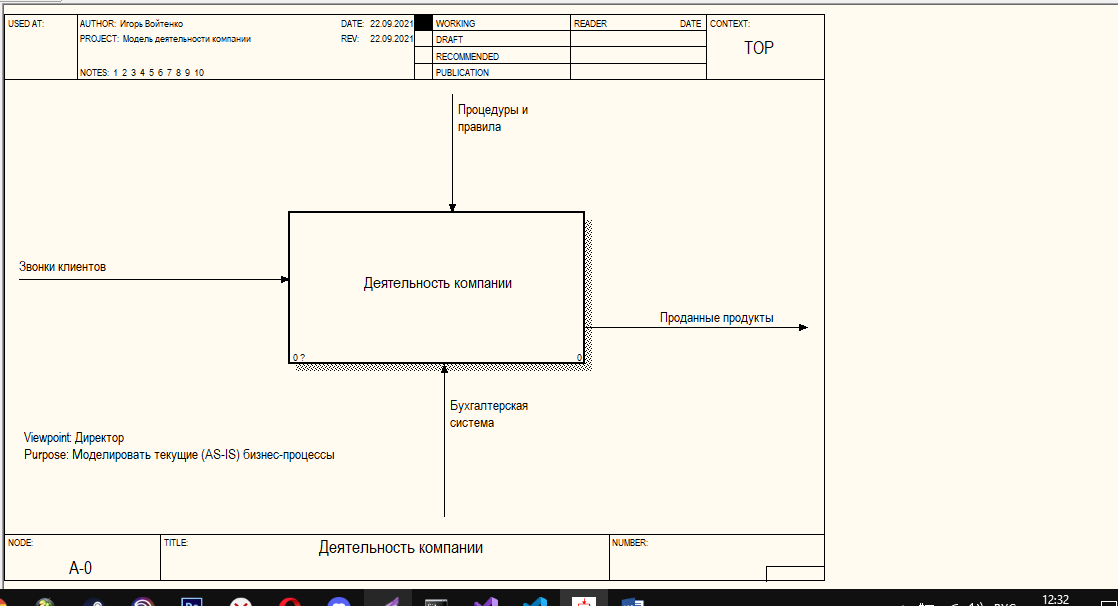 USED AT:
AUTHOR: Игорь Войтенко
DATE: 22.09.2021
WORKING
READER
DATE
CONTEXT:
PROJECT: Модель деятельности компании
REV: 22.09.2021
DRAFT
TOP
RECOMMENDED
NOTES: 1 2 3 4 5 6 7 8 9 10
PUBLICATION
Процедуры и
правила
Звонки клиентов
Деятельность компании
Проданные продукты
0 ?
0
Бухгалтерская
система
Viewpoint: Директор
Purpose: Моделировать текущие (AS-IS) бизнес-процессы
NODE:
TITLE:
Деятельность компании
NUMBER:
A-0
12:32